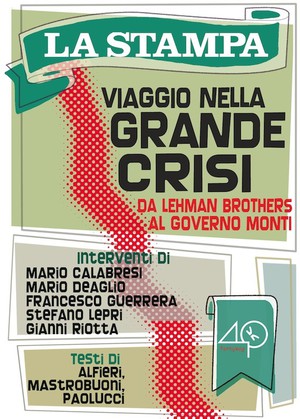 LA STAMPA
VIAGGIO NELLA
GRANDE
CRISI
DA LEHMAN BROTHERS
AL GOVERNO MONTI
Interventi di
MARIO CALABRESI
MARIO DEAGLIO
FRANCESCO GUERRERA
STEFANO LEPRI
GIANNI RIOTTA
Testi di
ALFIERI,
MASTROBUONI,
PAOLUCCI
40